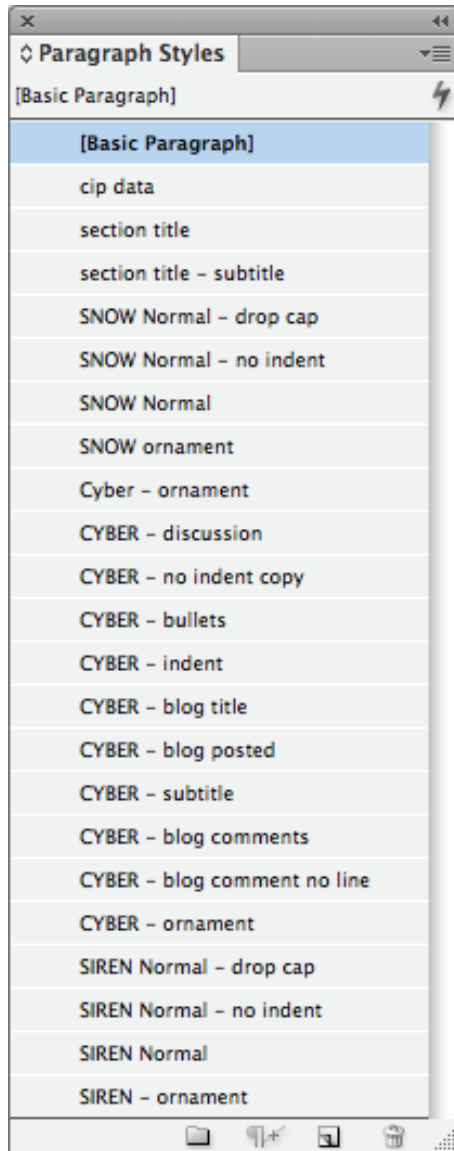 Paragraph Styles
[Basic Paragraph]
[Basic Paragraph]
cip data
section title
section title – subtitle
SNOW Normal – drop cap
SNOW Normal – no indent
SNOW Normal
SNOW ornament
Cyber – ornament
CYBER – discussion
CYBER – no indent copy
CYBER – bullets
CYBER – indent
CYBER – blog title
CYBER – blog posted
CYBER – subtitle
CYBER – blog comments
CYBER – blog comment no line
CYBER – ornament
SIREN Normal – drop cap
SIREN Normal – no indent
SIREN Normal
SIREN – ornament